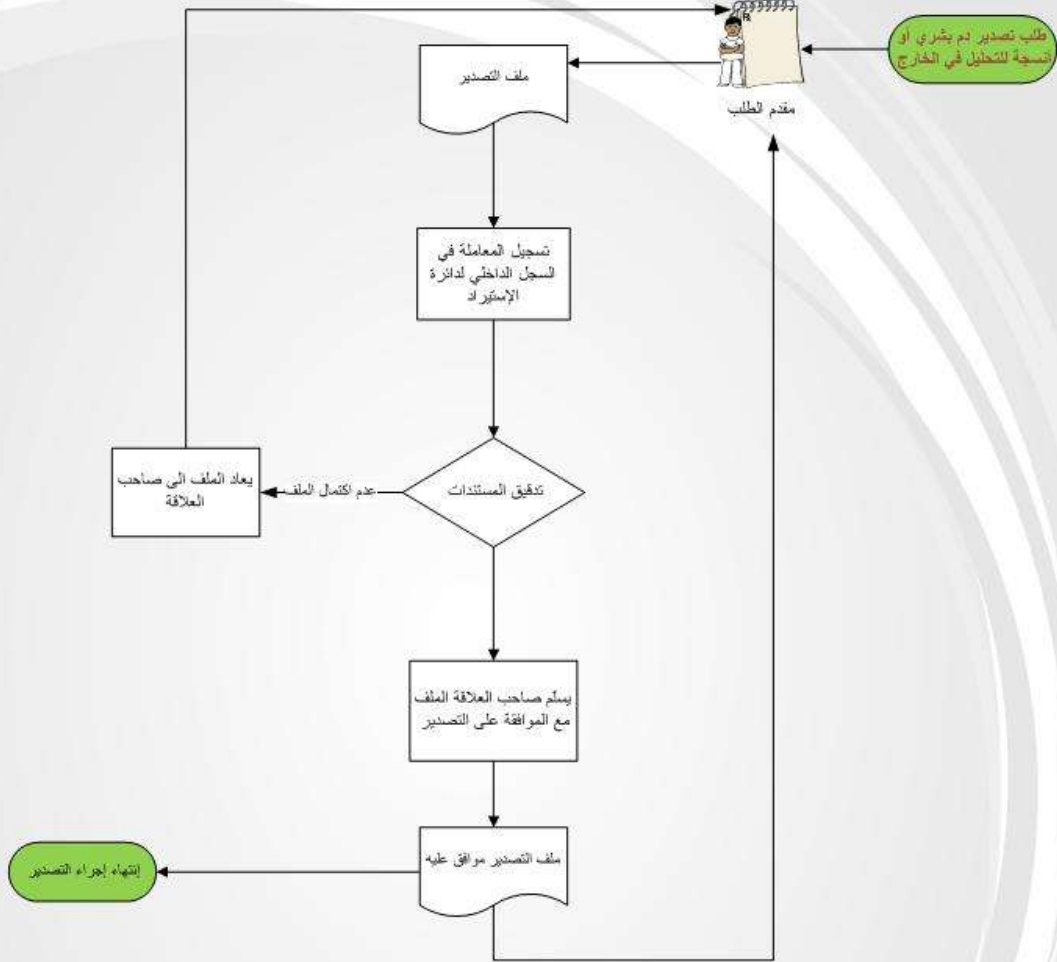 طلب تصدير دم بشري او
انسجة للتحليل في الخارج
مقدم الطلب
ملف التصدير
تسجيل المعاملة في
السجل الداخلي لدائرة
الإستيراد
تدقيق المستندات
عدم اكتمال الملف
يعاد الملف الى صاحب
العلاقة
يسلّم صاحب العلاقة الملف
مع الموافقة على التصدير
ملف التصدير موافق عليه
إنتهاء إجراء التصدير